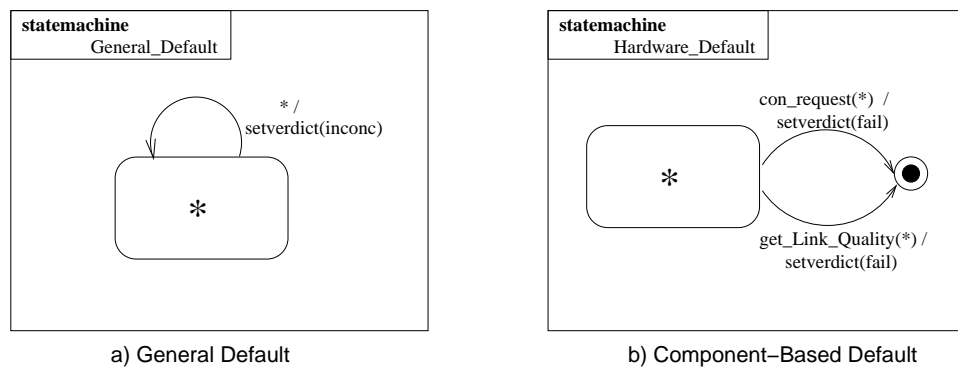 statemachine
General_Default
* /
setverdict(inconc)
*
a) General Default
statemachine
Hardware_Default
con_request(*) /
setverdict(fail)
*
get_Link_Quality(*) /
setverdict(fail)
b) Component−Based Default